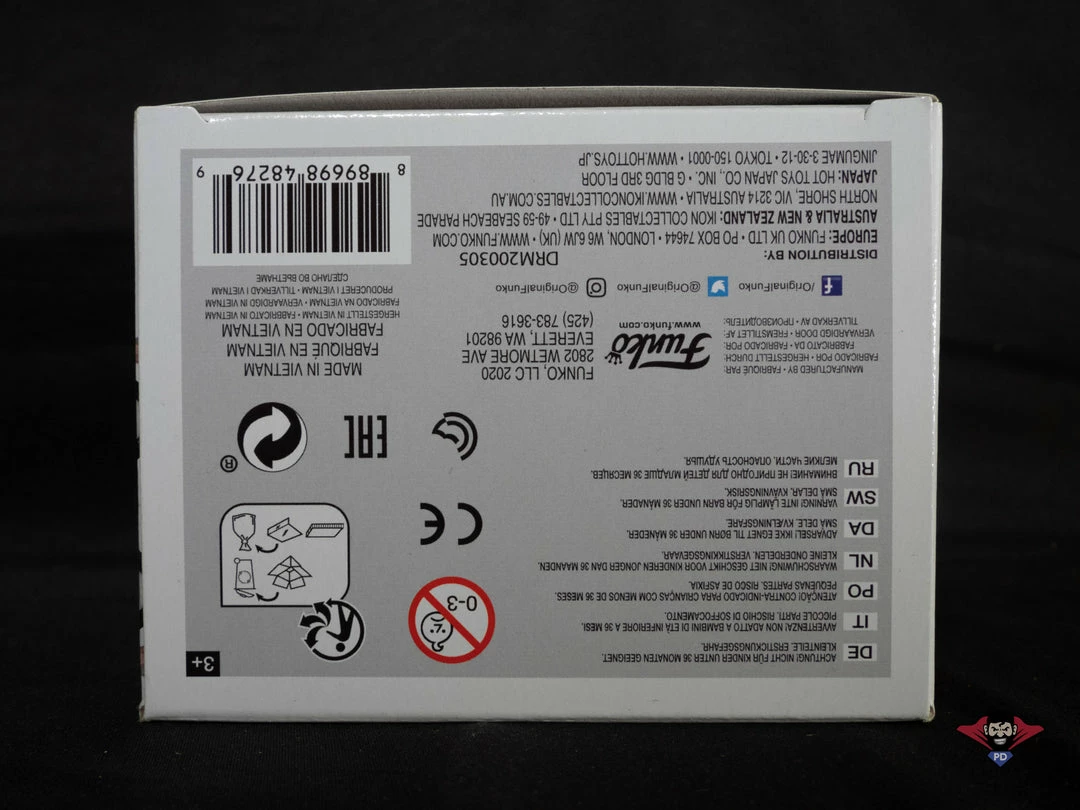 3+
DE
ACHTUNG! NICHT FÜR KINDER UNTER 36 MONATEN GEEIGNET.
KLEINTEILE. ERSTICKUNGSGEFAHR.
IT
AVVERTENZA! NON ADATTO A BAMBINI DI ETÀ INFERIORE A 36 MESI.
PICCOLE PARTI. RISCHIO DI SOFFOCAMENTO.
PO
ATENÇÃO! CONTRA-INDICADO PARA CRIANÇAS COM MENOS DE 36 MESES.
PEQUENAS PARTES. RISCO DE ASFIXIA.
NL
WAARSCHUWING! NIET GESCHIKT VOOR KINDEREN JONGER DAN 36 MAANDEN
KLEINE ONDERDELEN. VERSTIKKINGSGEVAAR.
DA
ADVARSEL! IKKE EGNET TIL BØRN UNDER 36 MÅNEDER.
SMÅ DELE. KVÆLNINGSFARE.
SW
VARNING! INTE LÄMPLIG FÖR BARN UNDER 36 MÅNADER.
SMÅ DELAR. KVÄVNINGSRISK.
RU
ВНИМАНИЕ! НЕ ПРИГОДНО ДЛЯ ДЕТЕЙ МЛАДШЕ 36 МЕСЯЦЕВ.
МЕЛКИЕ ЧАСТИ. ОПАСНОСТЬ УДУШЬЯ.
0-3
CE
EAC
®
MANUFACTURED BY • FABRIQUÉ PAR:
FABRICADO POR • HERGESTELLT DURCH:
FABBRICATO DA • FABRICADO POR:
VERVAARDIGD DOOR • FREMSTILLET AF:
TILLVERKAD AV • ПРОИЗВОДИТЕЛЬ:
Funko
www.funko.com
FUNKO, LLC 2020
2802 WETMORE AVE
EVERETT, WA 98201
(425) 783-3616
MADE IN VIETNAM
FABRIQUÉ EN VIETNAM
FABRICADO EN VIETNAM
HERGESTELLT IN VIETNAM • FABBRICATO IN VIETNAM
FABRICADO NA VIETNAM • VERVAARDIGD IN VIETNAM
PRODUCERET I VIETNAM • TILLVERKAD I VIETNAM
СДЕЛАНО ВО ВЬЕТНАМЕ
/OriginalFunko
@OriginalFunko
@OriginalFunko
DISTRIBUTION BY:
DRM200305
EUROPE: FUNKO UK LTD • PO BOX 74644 • LONDON, W6 6JW (UK) • WWW.FUNKO.COM
AUSTRALIA & NEW ZEALAND: IKON COLLECTABLES PTY LTD • 49-59 SEABEACH PARADE
NORTH SHORE, VIC 3214 AUSTRALIA • WWW.IKONCOLLECTABLES.COM.AU
JAPAN: HOT TOYS JAPAN CO., INC. • G BLDG 3RD FLOOR
JINGUMAE 3-30-12 • TOKYO 150-0001 • WWW.HOTTOYS.JP
8 89698 48276 9
PD